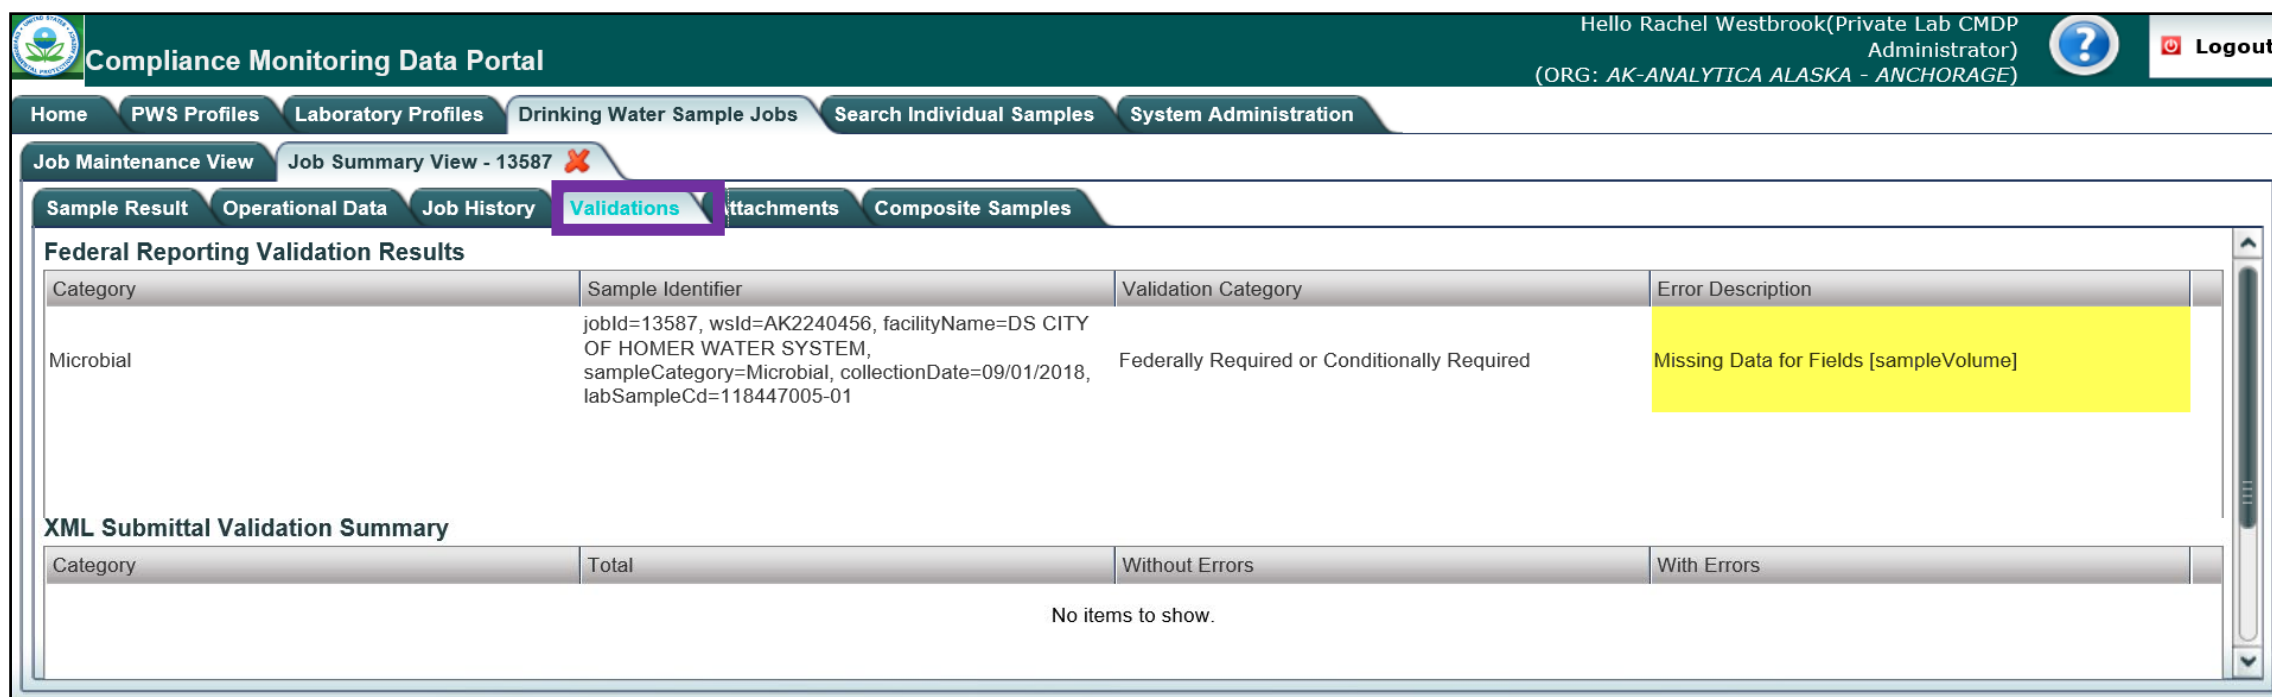 Hello Rachel Westbrook(Private Lab CMDP
Administrator)
(ORG: AK-ANALYTICA ALASKA - ANCHORAGE)
Logout
Compliance Monitoring Data Portal
Home PWS Profiles Laboratory Profiles Drinking Water Sample Jobs Search Individual Samples System Administration
Job Maintenance View Job Summary View - 13587
Sample Result Operational Data Job History Validations ttachments Composite Samples
Federal Reporting Validation Results
Category Sample Identifier Validation Category Error Description
jobId=13587, wsId=AK2240456, facilityName=DS CITY
OF HOMER WATER SYSTEM,
Microbial Federally Required or Conditionally Required Missing Data for Fields [sampleVolume]
sampleCategory=Microbial, collectionDate=09/01/2018,
labSampleCd=118447005-01
XML Submittal Validation Summary
Category Total Without Errors With Errors
No items to show.